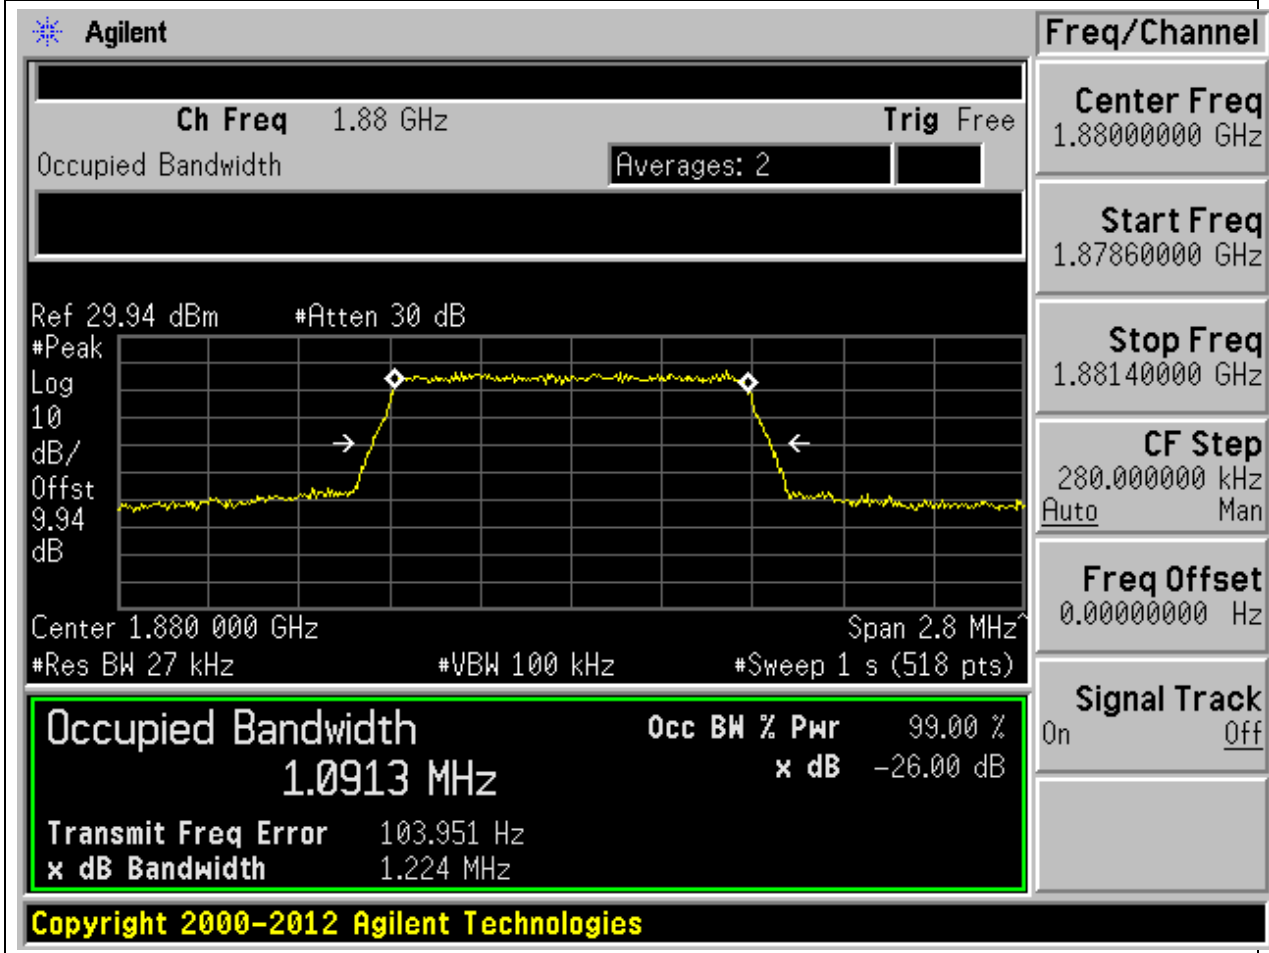 Agilent
Freq/Channel
Ch Freq 1.88 GHz Trig Free
Occupied Bandwidth Averages: 2
Ref 29.94 dBm #Atten 30 dB
#Peak
Log
10
dB/
Offst
9.94
dB
Center 1.880 000 GHz Span 2.8 MHz^
#Res BW 27 kHz #VBW 100 kHz #Sweep 1 s (518 pts)
Occupied Bandwidth Occ BW % Pwr 99.00 %
1.0913 MHz x dB -26.00 dB
Transmit Freq Error 103.951 Hz
x dB Bandwidth 1.224 MHz
Copyright 2000-2012 Agilent Technologies
Center Freq
1.88000000 GHz
Start Freq
1.87860000 GHz
Stop Freq
1.88140000 GHz
CF Step
280.000000 kHz
Auto Man
Freq Offset
0.00000000 Hz
Signal Track
On Off